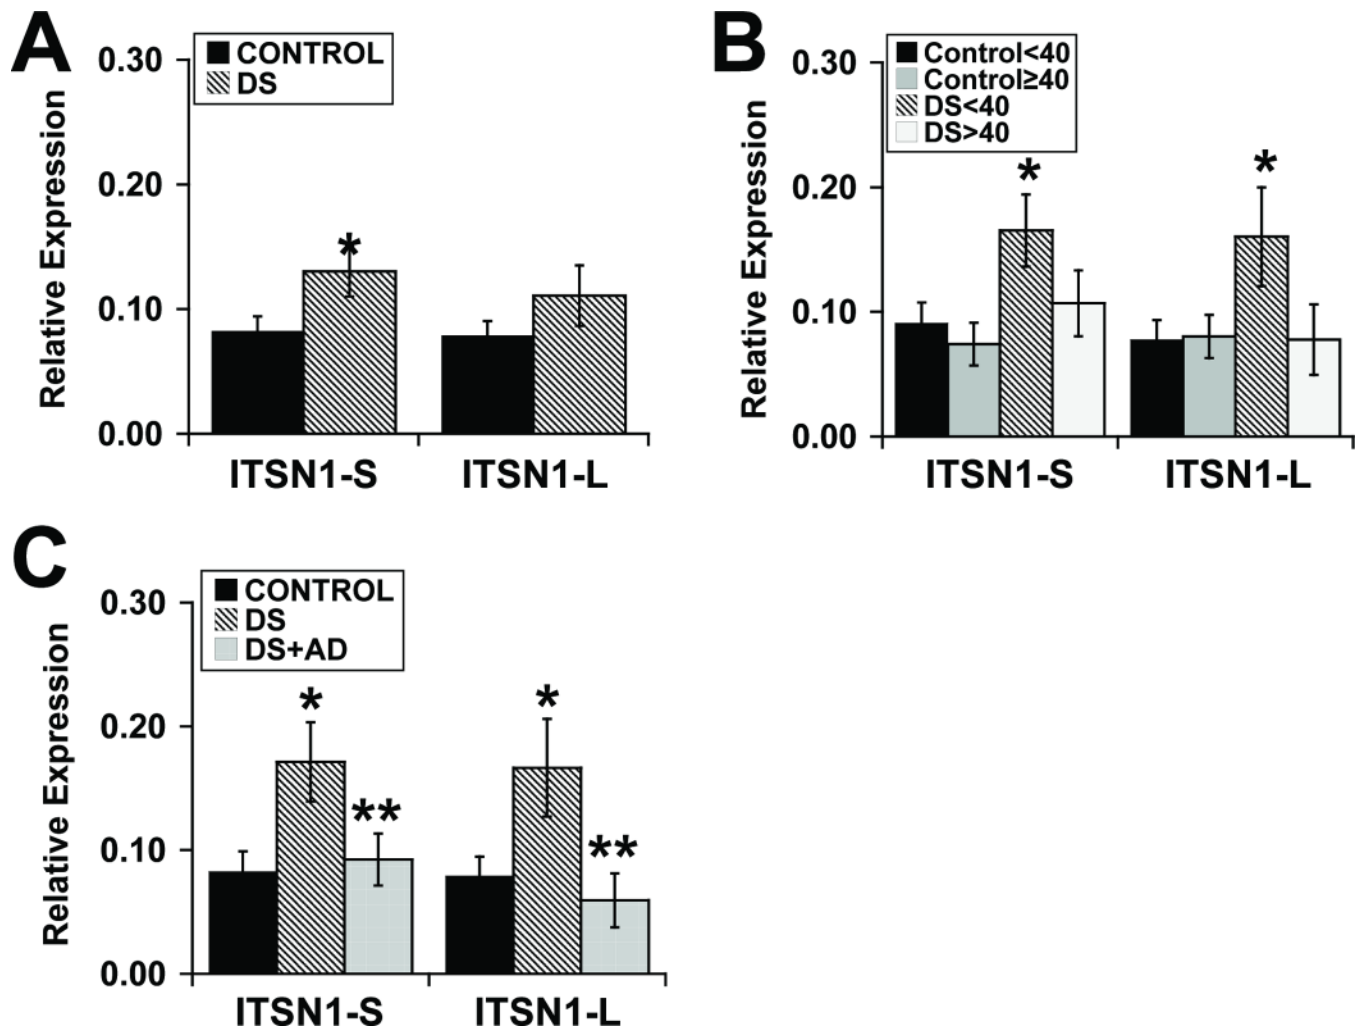 A
0.30
0.20
0.10
0.00
Relative Expression
CONTROL
DS
*
ITSN1-S
ITSN1-L
B
0.30
0.20
0.10
0.00
Relative Expression
Control<40
Control≥40
DS<40
DS>40
*
*
ITSN1-S
ITSN1-L
C
0.30
0.20
0.10
0.00
Relative Expression
CONTROL
DS
DS+AD
*
**
*
**
ITSN1-S
ITSN1-L